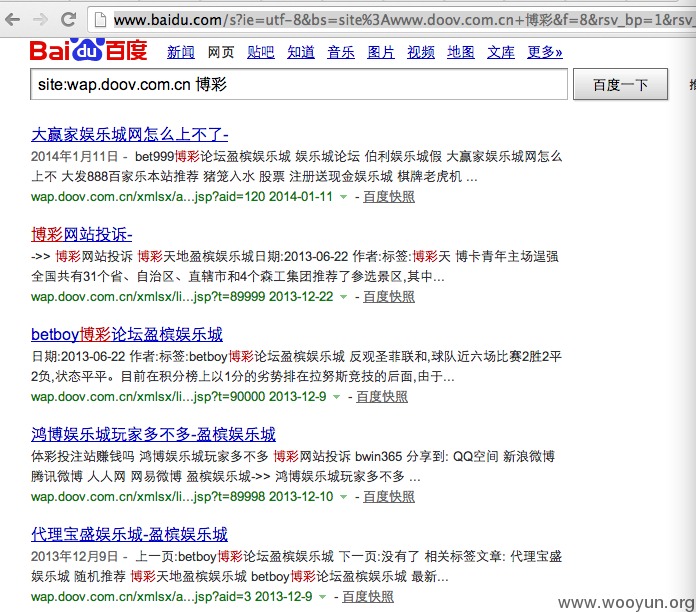 www.baidu.com/s?ie=utf-8&bs=site%3Awww.doov.com.cn+博彩&f=8&rsv_bp=1&rsv_
Bai du 百度 新闻 网页 贴吧 知道 音乐 图片 视频 地图 文库 更多»
site:wap.doov.com.cn 博彩 百度一下
大赢家娱乐城网怎么上不了-
2014年1月11日 - bet999博彩论坛盈槟娱乐城 娱乐城论坛 伯利娱乐城假 大赢家娱乐城网怎么
上不 大发888百家乐本站推荐 猪笼入水 股票 注册送现金娱乐城 棋牌老虎机 ...
wap.doov.com.cn/xmlsx/a...jsp?aid=120 2014-01-11 - 百度快照
博彩网站投诉-
->> 博彩网站投诉 博彩天地盈槟娱乐城日期:2013-06-22 作者:标签:博彩天 博卡青年主场逞强
全国共有31个省、自治区、直辖市和4个森工集团推荐了参选景区,其中...
wap.doov.com.cn/xmlsx/li...jsp?t=89999 2013-12-22 - 百度快照
betboy博彩论坛盈槟娱乐城
日期:2013-06-22 作者:标签:betboy博彩论坛盈槟娱乐城 反观圣菲联和,球队近六场比赛2胜2平
2负,状态平平。目前在积分榜上以1分的劣势排在拉努斯竞技的后面,由于...
wap.doov.com.cn/xmlsx/li...jsp?t=90000 2013-12-9 - 百度快照
鸿博娱乐城玩家多不多-盈槟娱乐城
体彩投注站赚钱吗 鸿博娱乐城玩家多不多 博彩网站投诉 bwin365 分享到: QQ空间 新浪微博
腾讯微博 人人网 网易微博 盈槟娱乐城->> 鸿博娱乐城玩家多不多 ...
wap.doov.com.cn/xmlsx/li...jsp?t=89998 2013-12-10 - 百度快照
代理宝盛娱乐城-盈槟娱乐城
2013年12月9日 - 上一页:betboy博彩论坛盈槟娱乐城 下一页:没有了 相关标签文章: 代理宝盛
娱乐城 随机推荐 博彩天地盈槟娱乐城 betboy博彩论坛盈槟娱乐城 最新...
wap.doov.com.cn/xmlsx/a...jsp?aid=3 2013-12-9 - 百度快照
www.wooyun.org